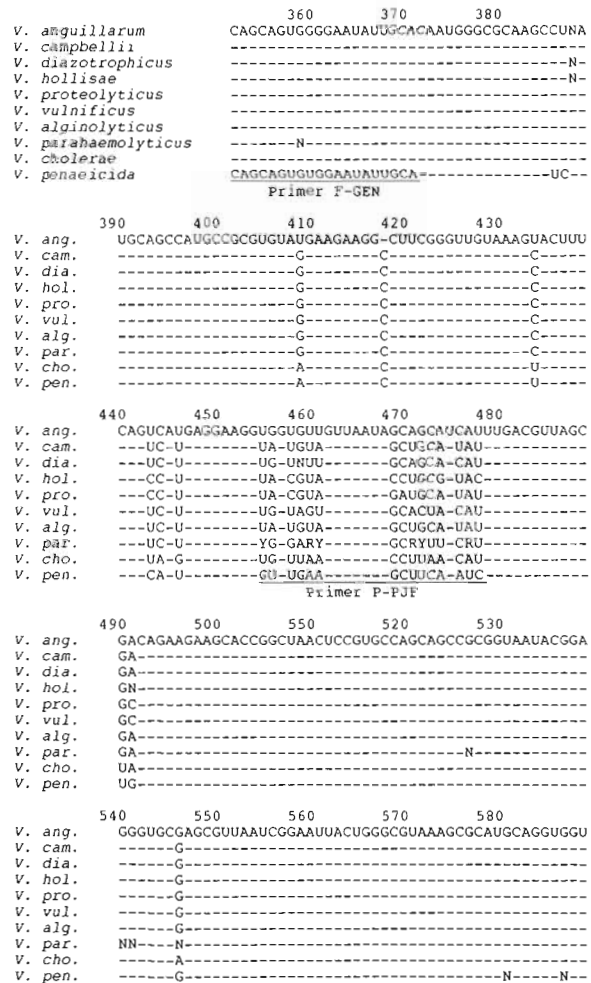 360 370 380
V. anguillarum CAGCAGUGGGGAAUAUUGCACAAUGGGCGCAAGCCUNA
V. campbellii --------------------------------------
V. diazotrophicus ------------------------------------N-
V. hollisae ------------------------------------N-
V. proteolyticus --------------------------------------
V. vulnificus --------------------------------------
V. alginolyticus --------------------------------------
V. parahaemolyticus -------N------------------------------
V. cholerae --------------------------------------
V. penaeicida CAGCAGUGUGGAAUAUUGCA=--------------UC--
Primer F-GEN
390 400 410 420 430
V. ang. UGCAGCCAUGCCGCGUGUAUGAAGAAGG-CUUCGGGUUGUAAAGUACUUU
V. cam. -------------------G--------C---------------C-----
V. dia. -------------------G--------C---------------C-----
V. hol. -------------------G--------C---------------C-----
V. pro. -------------------G--------C---------------C-----
V. vul. -------------------G--------C---------------C-----
V. alg. -------------------G--------C---------------C-----
V. par. -------------------G--------C---------------C-----
V. cho. -------------------A--------C---------------U-----
V. pen. -------------------A--------C---------------U-----
440 450 460 470 480
V. ang. CAGUCAUGAGGAAGGUGGUGUUGUUAAUAGCAGCAUCAUUUGACGUUAGC
V. cam. ---UC-U--------UA-UGUA-------GCUGCA-UAU-----------
V. dia. ---UC-U--------UG-UNUU-------GCAGCA-CAU-----------
V. hol. ---CC-U--------UA-CGUA-------CCUGCG-UAC-----------
V. pro. ---CC-U--------UA-CGUA-------GAUGCA-UAU-----------
V. vul. ---UC-U--------UG-UAGU-------GCACUA-CAU-----------
V. alg. ---UC-U--------UA-UGUA-------GCUGCA-UAU-----------
V. par. ---UC-U--------YG-GARY-------GCRYUU-CRU-----------
V. cho. ---UA-G--------UG-UUAA-------CCUUAA-CAU-----------
V. pen. ---CA-U--------GU-UGAA-------GCUUCA-AUC-----------
Primer P-PJF
490 500 510 520 530
V. ang. GACAGAAGAAGCACCGGCUAACUCCGUGCCAGCAGCCGCGGUAAUACGGA
V. cam. GA------------------------------------------------
V. dia. GA------------------------------------------------
V. hol. GN------------------------------------------------
V. pro. GC------------------------------------------------
V. vul. GC------------------------------------------------
V. alg. GA------------------------------------------------
V. par. GA-----------------------------------N------------
V. cho. UA------------------------------------------------
V. pen. UG------------------------------------------------
540 550 560 570 580
V. ang. GGGUGCGAGCGUUAAUCGGAAUUACUGGGCGUAAAGCGCAUGCAGGUGGU
V. cam. ------G-------------------------------------------
V. dia. ------G-------------------------------------------
V. hol. ------G-------------------------------------------
V. pro. ------G-------------------------------------------
V. vul. ------G-------------------------------------------
V. alg. ------G-------------------------------------------
V. par. NN----N-------------------------------------------
V. cho. ------A-------------------------------------------
V. pen. ------G----------------------------------N-----N--